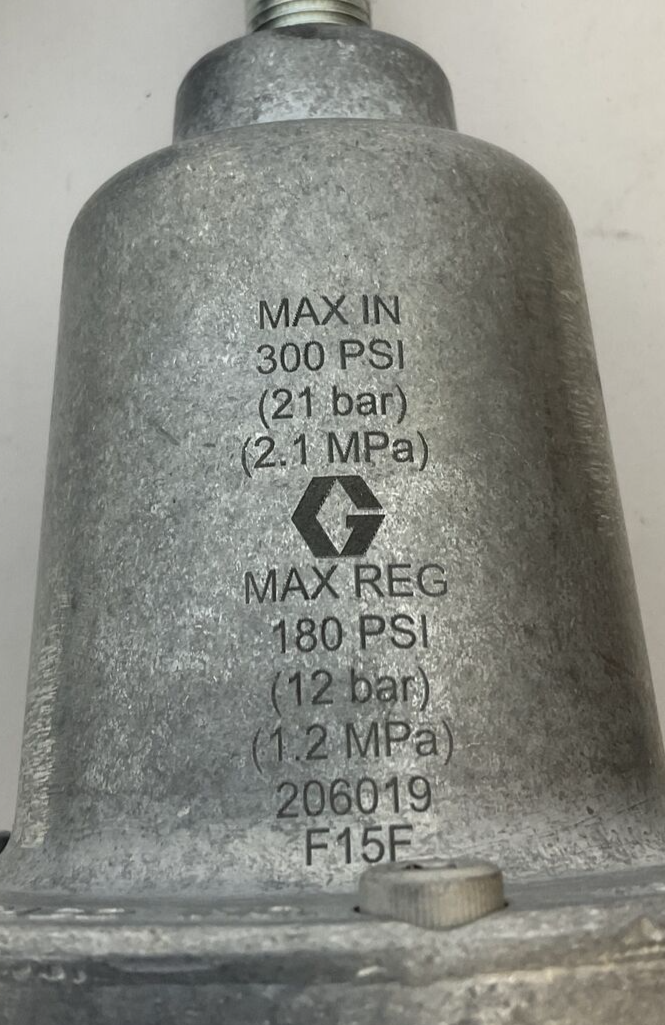 MAX IN
300 PSI
(21 bar)
(2.1 MPa)
G
MAX REG
180 PSI
(12 bar)
(1.2 MPa)
206019
F15F